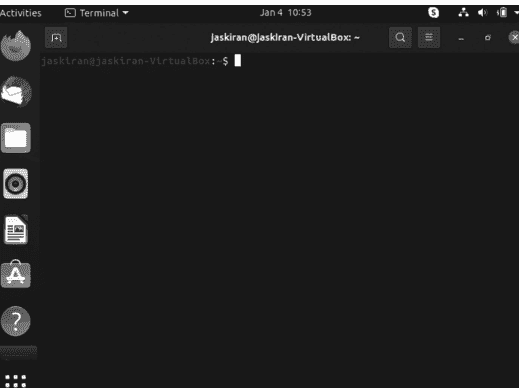 Activities Terminal Jan 4 10:53
jaskiran@jaskiran-VirtualBox: ~
jaskiran@jaskiran-VirtualBox:~$